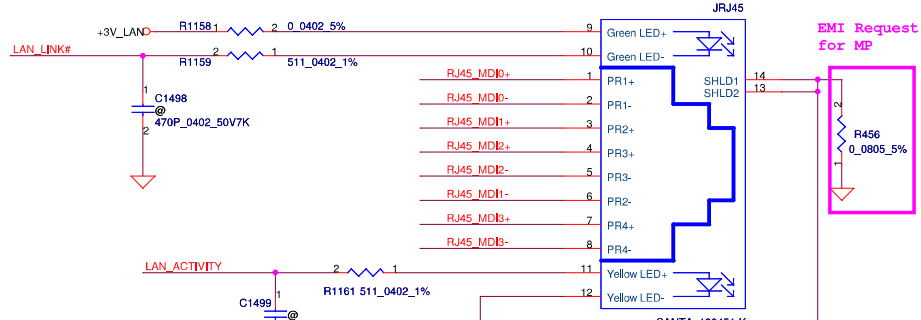 JRJ45
EMI Request
for MP
+3V_LAN
R1158 1 2 0_0402_5% 9 Green LED+
LAN_LINK# 2 1 10 Green LED-
R1159 511_0402_1%
RJ45_MDI0+ 1 PR1+ SHLD1 14
SHLD2 13
RJ45_MDI0- 2 PR1-
1
C1498
@
470P_0402_50V7K
2
RJ45_MDI1+ 3 PR2+
RJ45_MDI2+ 4 PR3+
RJ45_MDI2- 5 PR3-
RJ45_MDI1- 6 PR2-
RJ45_MDI3+ 7 PR4+
RJ45_MDI3- 8 PR4-
2
R456
0_0805_5%
1
LAN_ACTIVITY 2 1 11 Yellow LED+
R1161 511_0402_1% 12 Yellow LED-
1
C1499
@